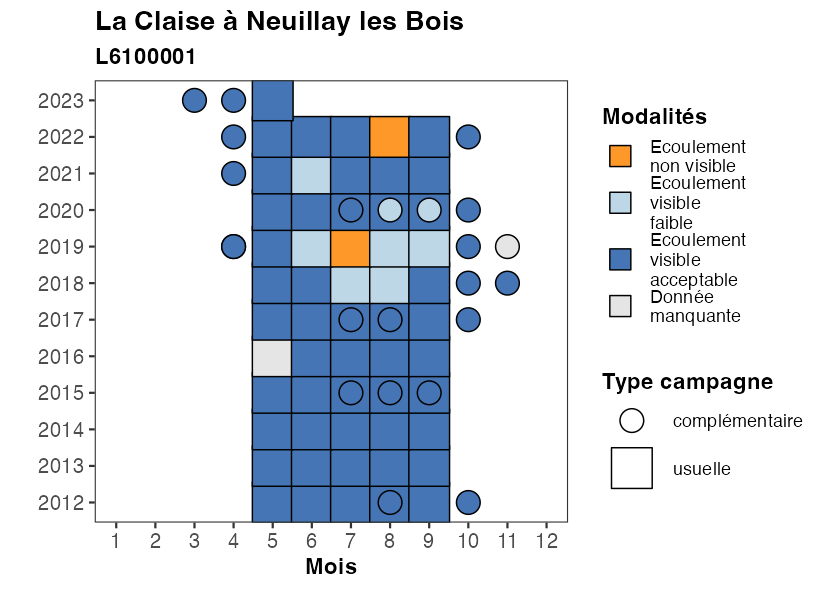 La Claise à Neuillay les Bois
L6100001
2023
2022
2021
2020
2019
2018
2017
2016
2015
2014
2013
2012
1 2 3 4 5 6 7 8 9 10 11 12
Mois
Modalités
Ecoulement
non visible
Ecoulement
visible
faible
Ecoulement
visible
acceptable
Donnée
manquante
Type campagne
complémentaire
usuelle